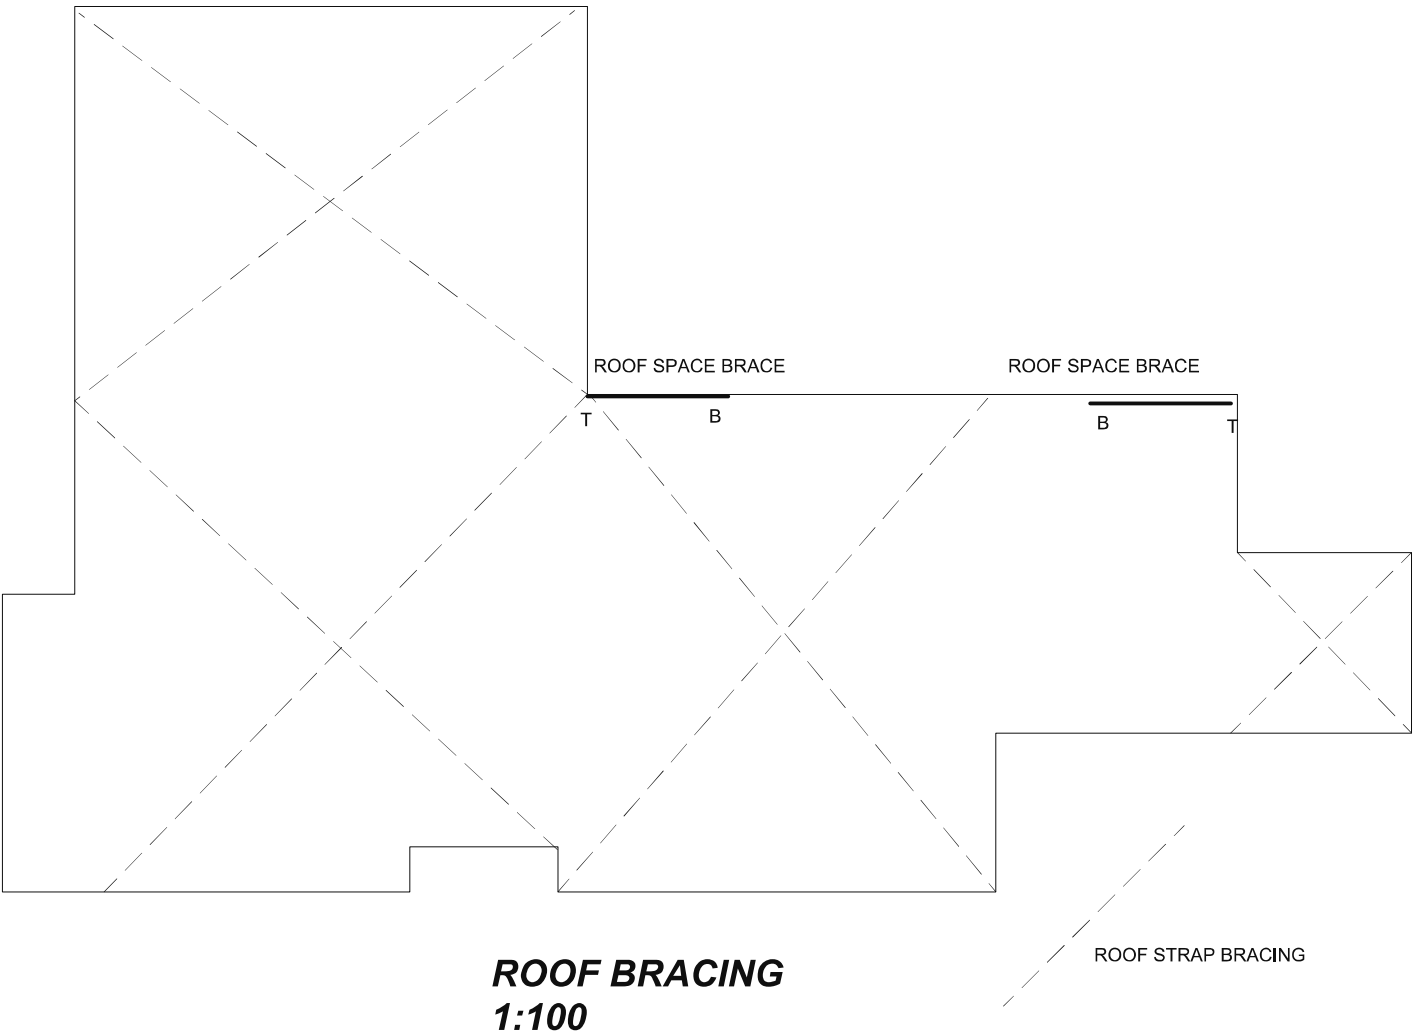 ROOF SPACE BRACE
ROOF SPACE BRACE
T
B
B
T
ROOF STRAP BRACING
ROOF BRACING
1:100